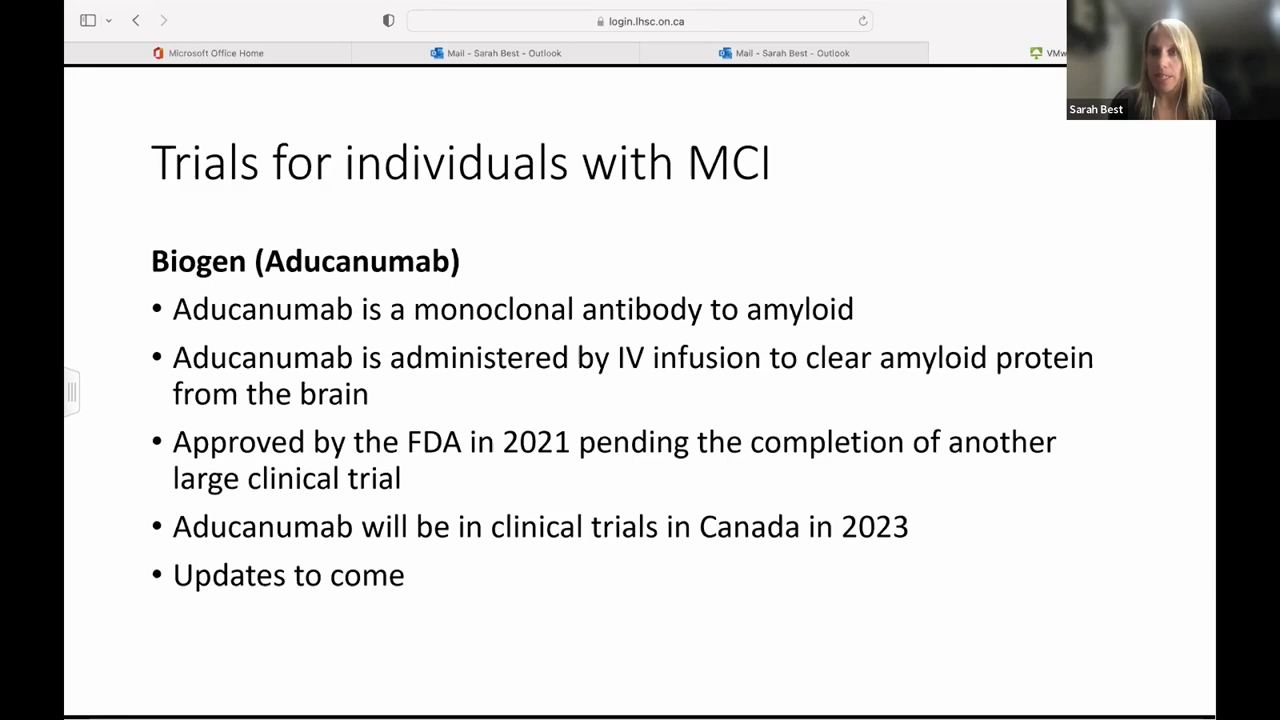 login.lhsc.on.ca
Microsoft Office Home
Mail - Sarah Best - Outlook
Mail - Sarah Best - Outlook
Sarah Best
Trials for individuals with MCI
Biogen (Aducanumab)
• Aducanumab is a monoclonal antibody to amyloid
• Aducanumab is administered by IV infusion to clear amyloid protein
from the brain
• Approved by the FDA in 2021 pending the completion of another
large clinical trial
• Aducanumab will be in clinical trials in Canada in 2023
• Updates to come